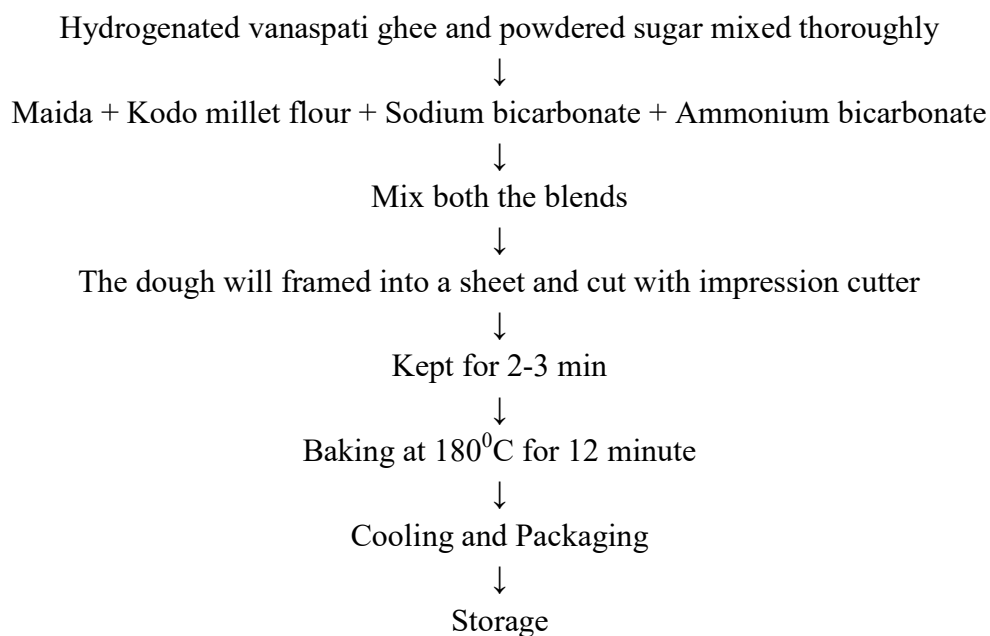 Hydrogenated vanaspati ghee and powdered sugar mixed thoroughly
↓
Maida + Kodo millet flour + Sodium bicarbonate + Ammonium bicarbonate
↓
Mix both the blends
↓
The dough will framed into a sheet and cut with impression cutter
↓
Kept for 2-3 min
↓
Baking at 180⁰C for 12 minute
↓
Cooling and Packaging
↓
Storage